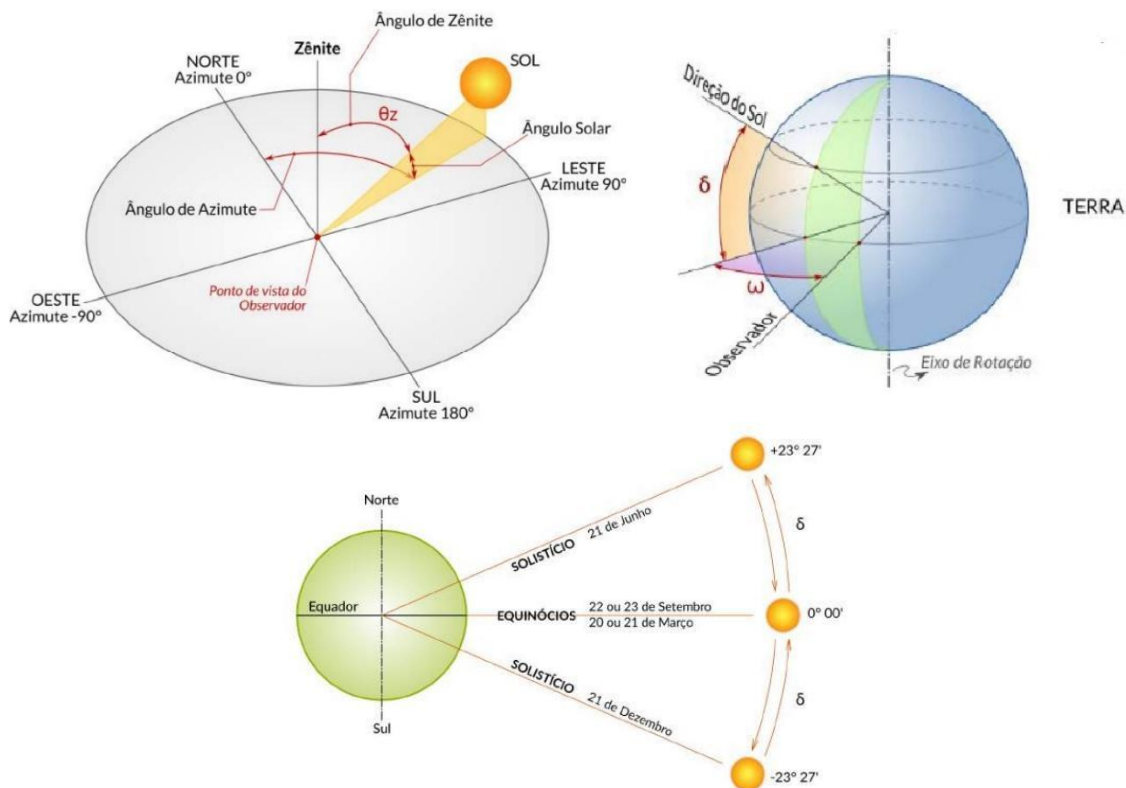 Ângulo de Zênite
Zênite
NORTE
Azimute 0°
SOL
θz
Ângulo Solar
LESTE
Azimute 90°
Ângulo de Azimute
Ponto de vista do
Observador
OESTE
Azimute -90°
SUL
Azimute 180°
Direção do Sol
δ
ω
TERRA
Observador
Eixo de Rotação
Norte
Equador
Sul
SOLISTÍCIO 21 de Junho
EQUINÓCIOS
22 ou 23 de Setembro
20 ou 21 de Março
SOLISTÍCIO 21 de Dezembro
+23° 27'
δ
0° 00'
δ
-23° 27'